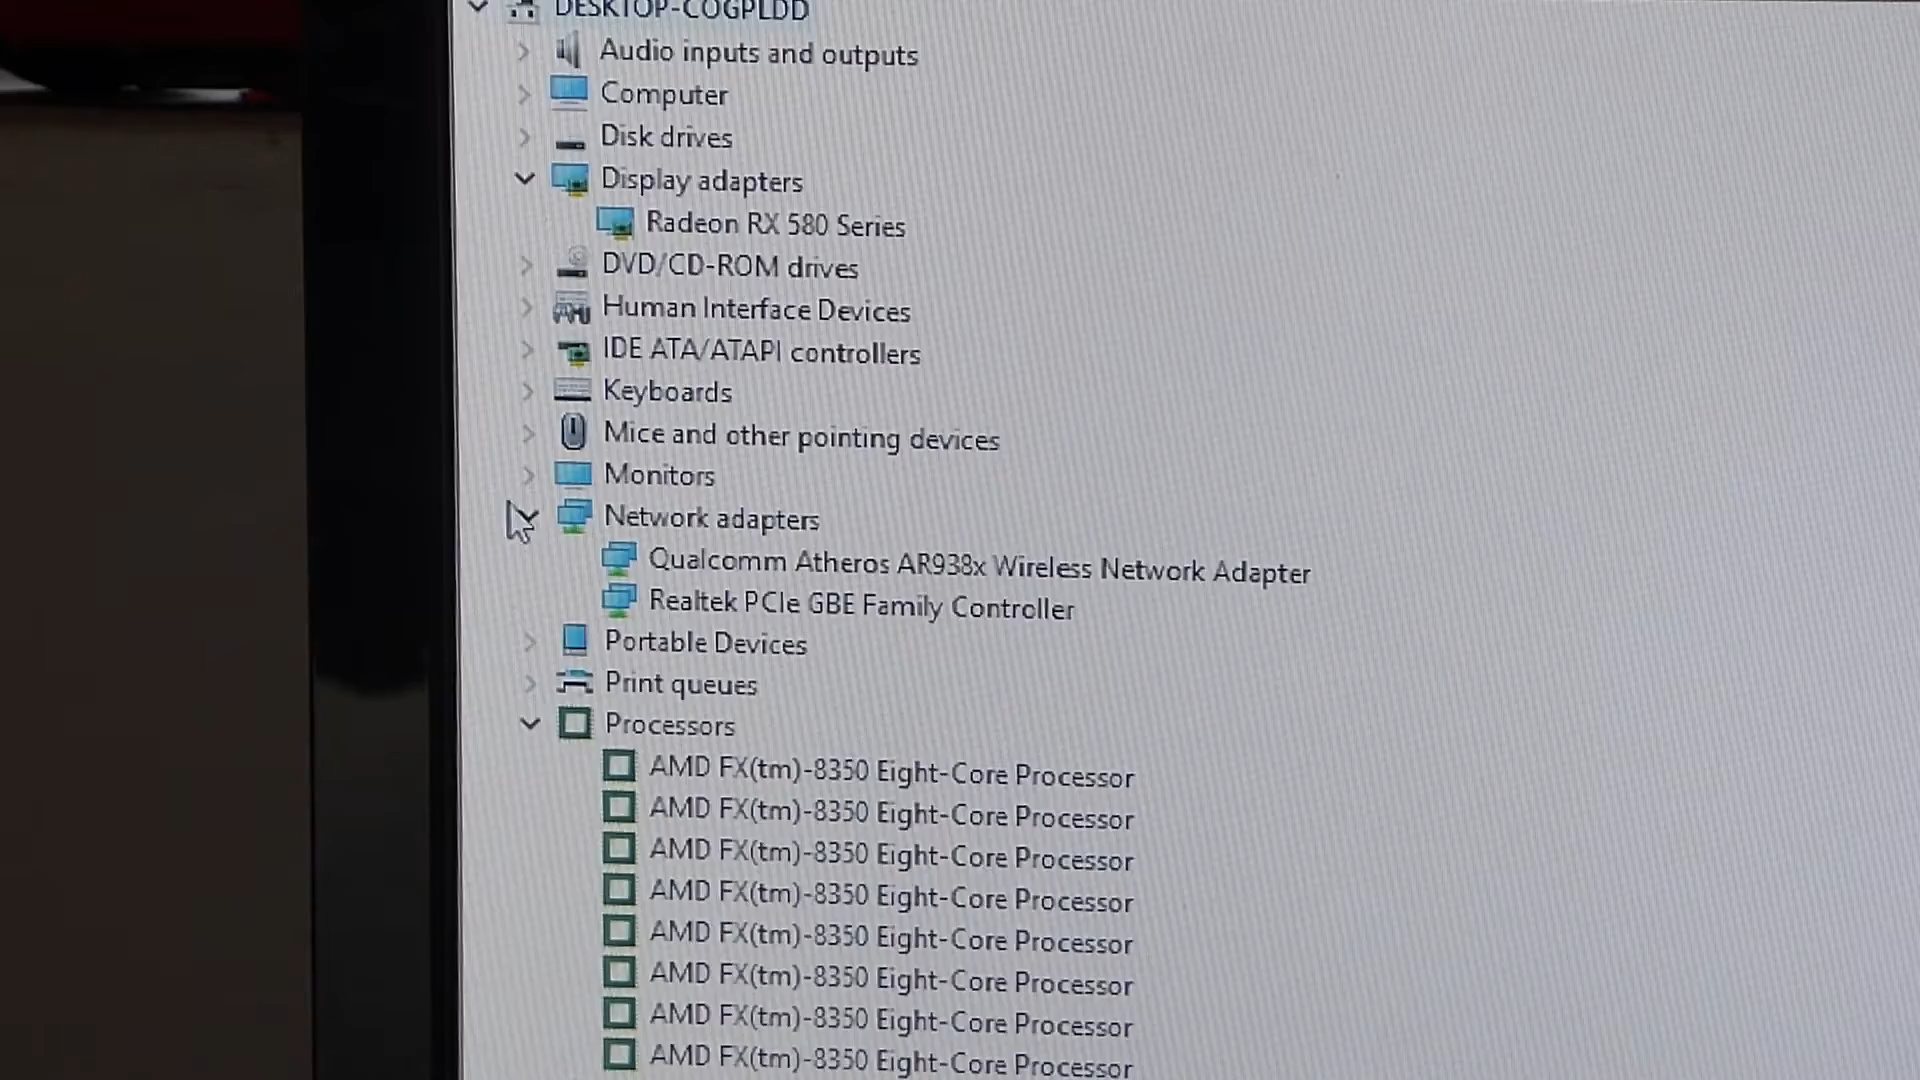 DESKTOP-COGPLDD
Audio inputs and outputs
Computer
Disk drives
Display adapters
Radeon RX 580 Series
DVD/CD-ROM drives
Human Interface Devices
IDE ATA/ATAPI controllers
Keyboards
Mice and other pointing devices
Monitors
Network adapters
Qualcomm Atheros AR938x Wireless Network Adapter
Realtek PCIe GBE Family Controller
Portable Devices
Print queues
Processors
AMD FX(tm)-8350 Eight-Core Processor
AMD FX(tm)-8350 Eight-Core Processor
AMD FX(tm)-8350 Eight-Core Processor
AMD FX(tm)-8350 Eight-Core Processor
AMD FX(tm)-8350 Eight-Core Processor
AMD FX(tm)-8350 Eight-Core Processor
AMD FX(tm)-8350 Eight-Core Processor
AMD FX(tm)-8350 Eight-Core Processor